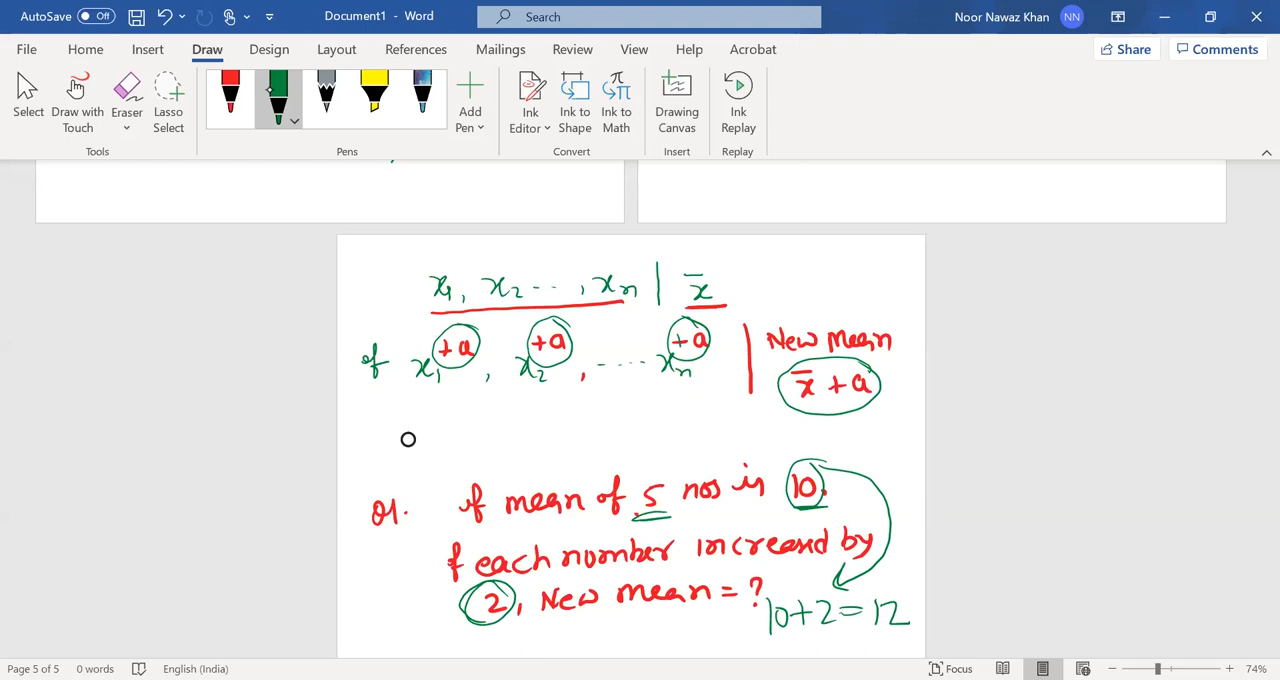 AutoSave Off Document1 - Word Search Noor Nawaz Khan NN
File Home Insert Draw Design Layout References Mailings Review View Help Acrobat Share Comments
Select Draw with Touch Eraser Lasso Select Add Pen Ink Editor Ink to Shape Ink to Math Drawing Canvas Ink Replay
Tools Pens Convert Insert Replay
x₁, x₂ ..., xₙ | x̄
If x₁+a, x₂+a, .... xₙ+a | New Mean
x̄ + a
Q1. If mean of 5 nos is 10.
If each number increased by
2, New mean = ?
10+2=12
Page 5 of 5 0 words English (India) Focus 74%